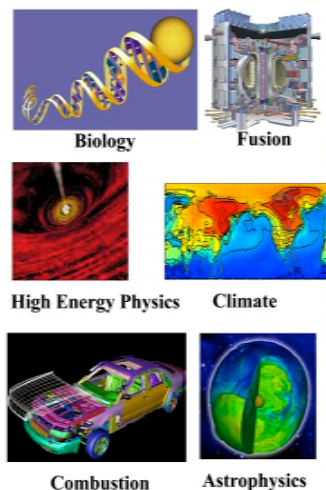 Biology
Fusion
High Energy Physics
Climate
Combustion
Astrophysics